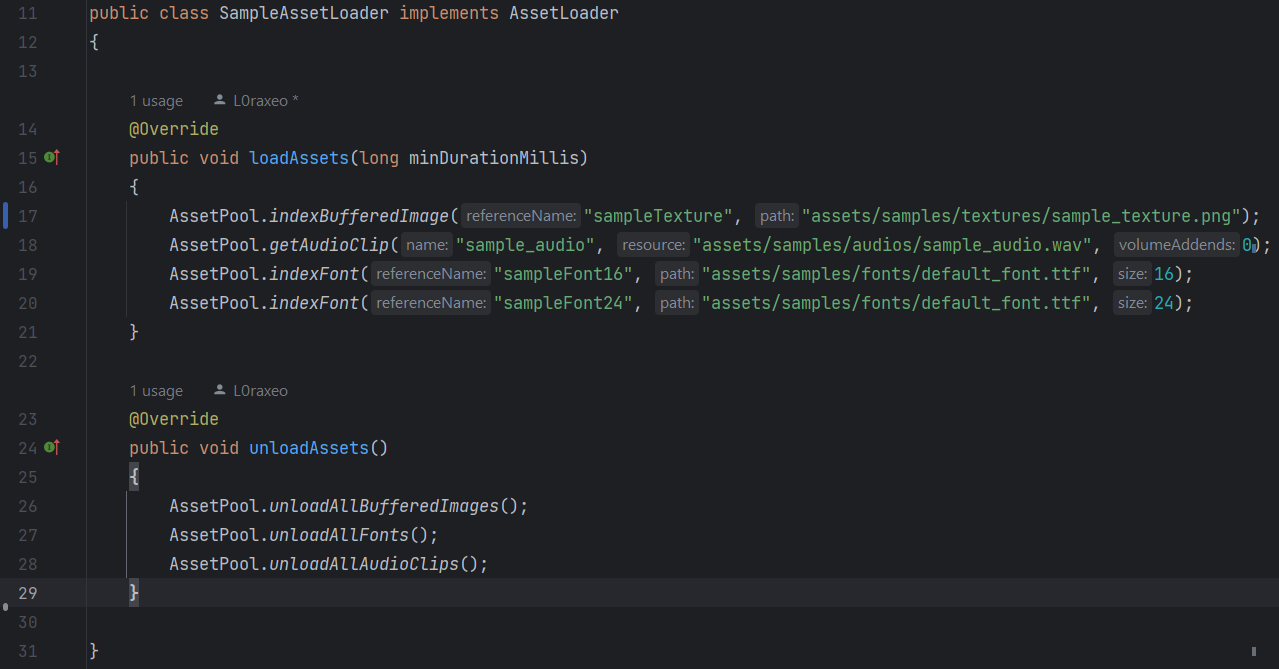 11 public class SampleAssetLoader implements AssetLoader
12 {
13
1 usage L0raxeo *
14 @Override
15 public void loadAssets(long minDurationMillis)
16 {
17 AssetPool.indexBufferedImage( referenceName: "sampleTexture", path: "assets/samples/textures/sample_texture.png");
18 AssetPool.getAudioClip( name: "sample_audio", resource: "assets/samples/audios/sample_audio.wav", volumeAddends: 0);
19 AssetPool.indexFont( referenceName: "sampleFont16", path: "assets/samples/fonts/default_font.ttf", size: 16);
20 AssetPool.indexFont( referenceName: "sampleFont24", path: "assets/samples/fonts/default_font.ttf", size: 24);
21 }
22
1 usage L0raxeo
23 @Override
24 public void unloadAssets()
25 {
26 AssetPool.unloadAllBufferedImages();
27 AssetPool.unloadAllFonts();
28 AssetPool.unloadAllAudioClips();
29 }
30
31 }